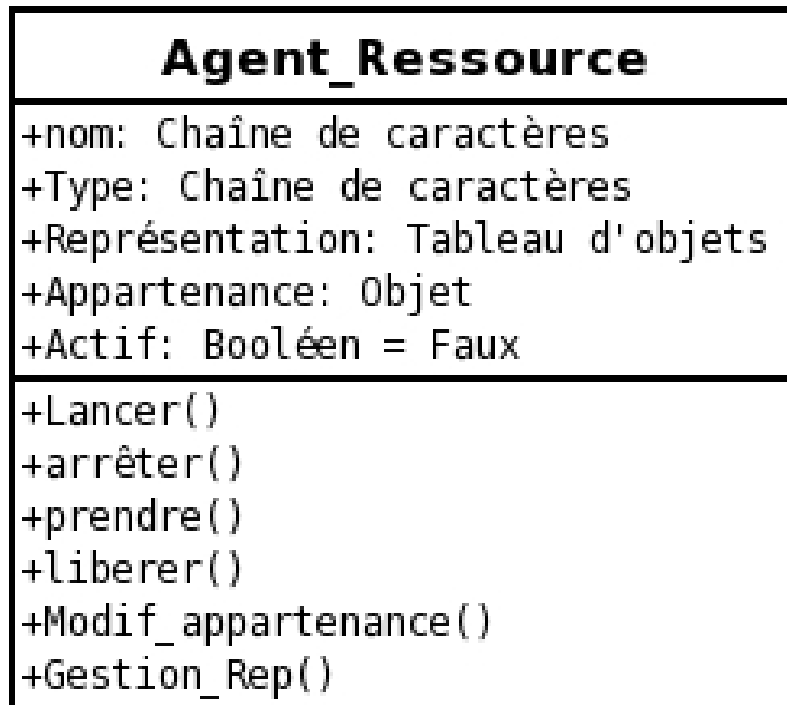 Agent_Ressource
+nom: Chaîne de caractères
+Type: Chaîne de caractères
+Représentation: Tableau d'objets
+Appartenance: Objet
+Actif: Booléen = Faux
+Lancer()
+arrêter()
+prendre()
+liberer()
+Modif_appartenance()
+Gestion_Rep()